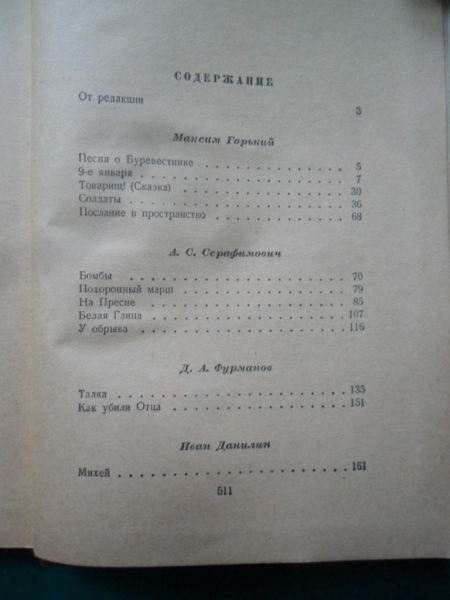 СОДЕРЖАНИЕ
От редакции 3
Максим Горький
Песня о Буревестнике . . . . . . . . . . . . 5
9-е января . . . . . . . . . . . . . . . . 7
Товарищ! (Сказка) . . . . . . . . . . . . . 30
Солдаты . . . . . . . . . . . . . . . . . 36
Послание в пространство . . . . . . . . . . 68
А. С. Серафимович
Бомбы . . . . . . . . . . . . . . . . . . 70
Похоронный марш . . . . . . . . . . . . . 79
На Пресне . . . . . . . . . . . . . . . . 85
Белая Глина . . . . . . . . . . . . . . . 107
У обрыва . . . . . . . . . . . . . . . . 116
Д. А. Фурманов
Талка . . . . . . . . . . . . . . . . . . 135
Как убили Отца . . . . . . . . . . . . . . 151
Иван Данилин
Михей . . . . . . . . . . . . . . . . . . 161
511